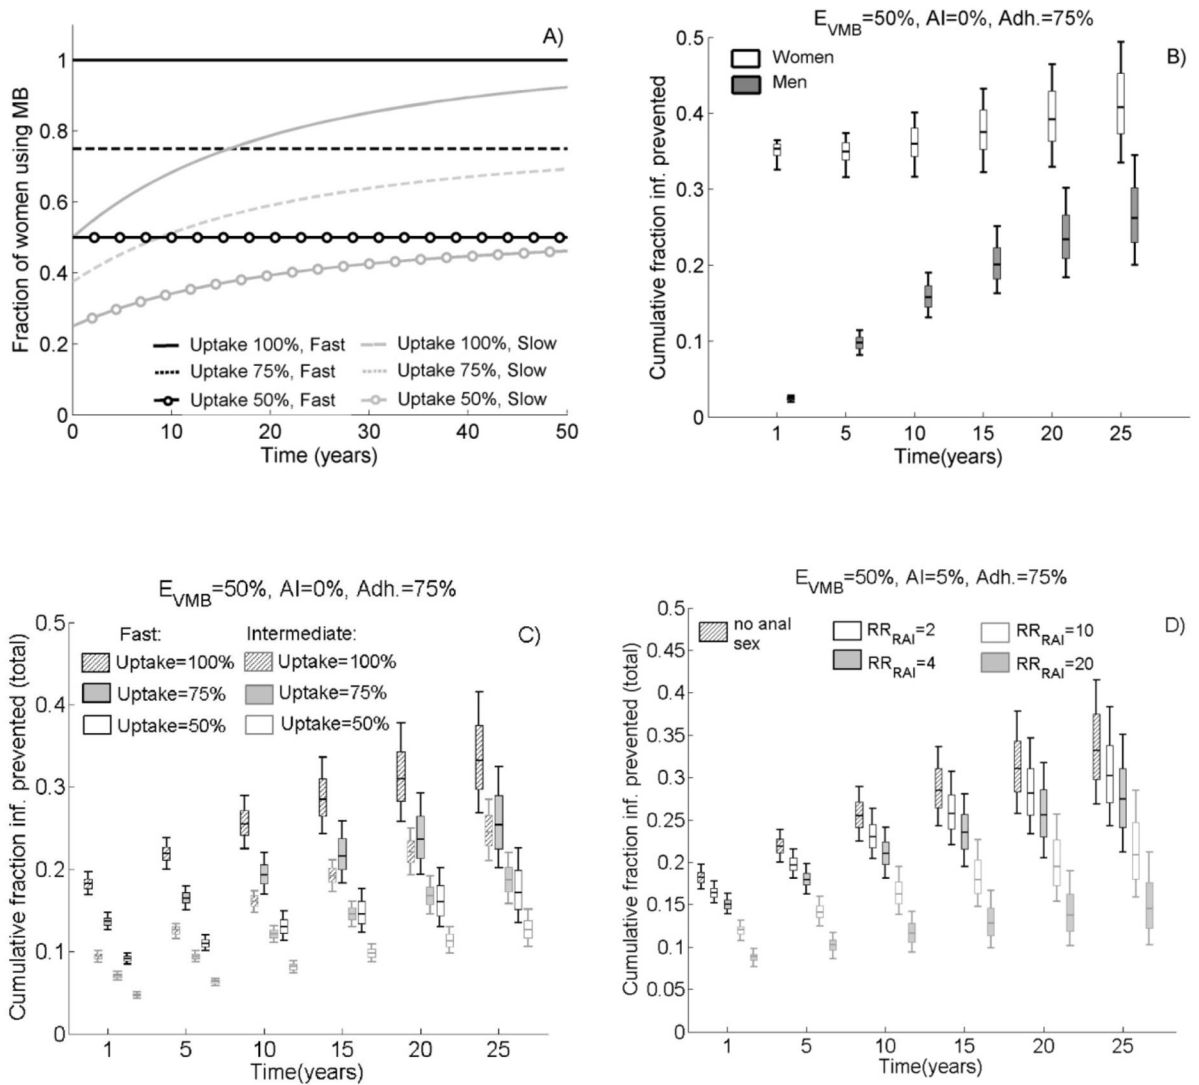 A)
Fraction of women using MB
1
0.8
0.6
0.4
0.2
0
Uptake 100%, Fast
Uptake 75%, Fast
Uptake 50%, Fast
Uptake 100%, Slow
Uptake 75%, Slow
Uptake 50%, Slow
0 10 20 30 40 50
Time (years)
E_VMB=50%, AI=0%, Adh.=75%
B)
Women
Men
Cumulative fraction inf. prevented
0.5
0.4
0.3
0.2
0.1
0
1 5 10 15 20 25
Time(years)
E_VMB=50%, AI=0%, Adh.=75%
C)
Fast:
Uptake=100%
Uptake=75%
Uptake=50%
Intermediate:
Uptake=100%
Uptake=75%
Uptake=50%
Cumulative fraction inf. prevented (total)
0.5
0.4
0.3
0.2
0.1
0
1 5 10 15 20 25
Time(years)
E_VMB=50%, AI=5%, Adh.=75%
D)
no anal
sex
RR_RAI=2
RR_RAI=4
RR_RAI=10
RR_RAI=20
Cumulative fraction inf. prevented (total)
0.5
0.45
0.4
0.35
0.3
0.25
0.2
0.15
0.1
0.05
0
1 5 10 15 20 25
Time(years)